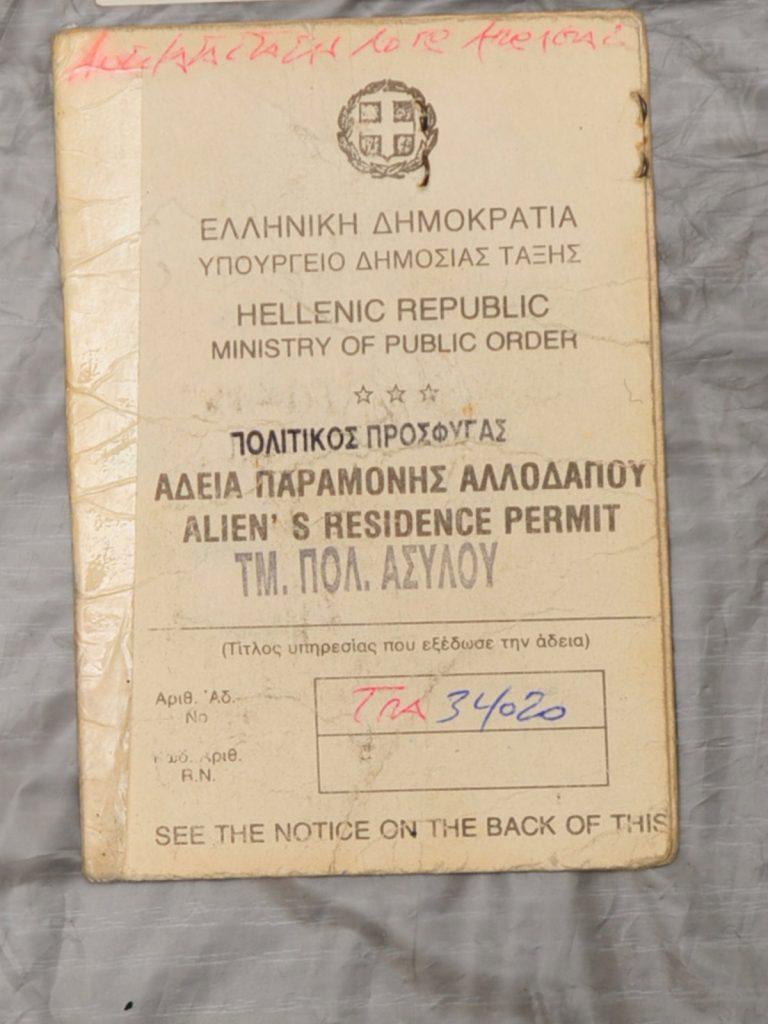 ΕΛΛΗΝΙΚΗ ΔΗΜΟΚΡΑΤΙΑ
ΥΠΟΥΡΓΕΙΟ ΔΗΜΟΣΙΑΣ ΤΑΞΗΣ
HELLENIC REPUBLIC
MINISTRY OF PUBLIC ORDER
ΠΟΛΙΤΙΚΟΣ ΠΡΟΣΦΥΓΑΣ
ΑΔΕΙΑ ΠΑΡΑΜΟΝΗΣ ΑΛΛΟΔΑΠΟΥ
ALIEN' S RESIDENCE PERMIT
ΤΜ. ΠΟΛ. ΑΣΥΛΟΥ
(Τίτλος υπηρεσίας που εξέδωσε την άδεια)
Αριθ. Άδ.
No
ΤΠΑ 34020
Αριθ.
R.N.
SEE THE NOTICE ON THE BACK OF THIS